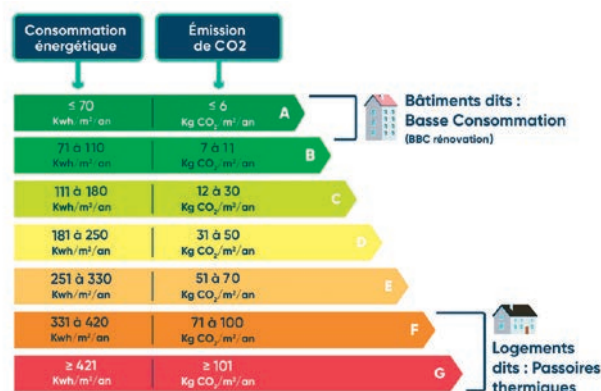 Consommation
énergétique
Émission
de CO2
≤ 70
Kwh/m²/an
≤ 6
Kg CO₂/m²/an
A
Bâtiments dits :
Basse Consommation
(BBC rénovation)
71 à 110
Kwh/m²/an
7 à 11
Kg CO₂/m²/an
B
111 à 180
Kwh/m²/an
12 à 30
Kg CO₂/m²/an
C
181 à 250
Kwh/m²/an
31 à 50
Kg CO₂/m²/an
D
251 à 330
Kwh/m²/an
51 à 70
Kg CO₂/m²/an
E
331 à 420
Kwh/m²/an
71 à 100
Kg CO₂/m²/an
F
≥ 421
Kwh/m²/an
≥ 101
Kg CO₂/m²/an
G
Logements
dits : Passoires
thermiques